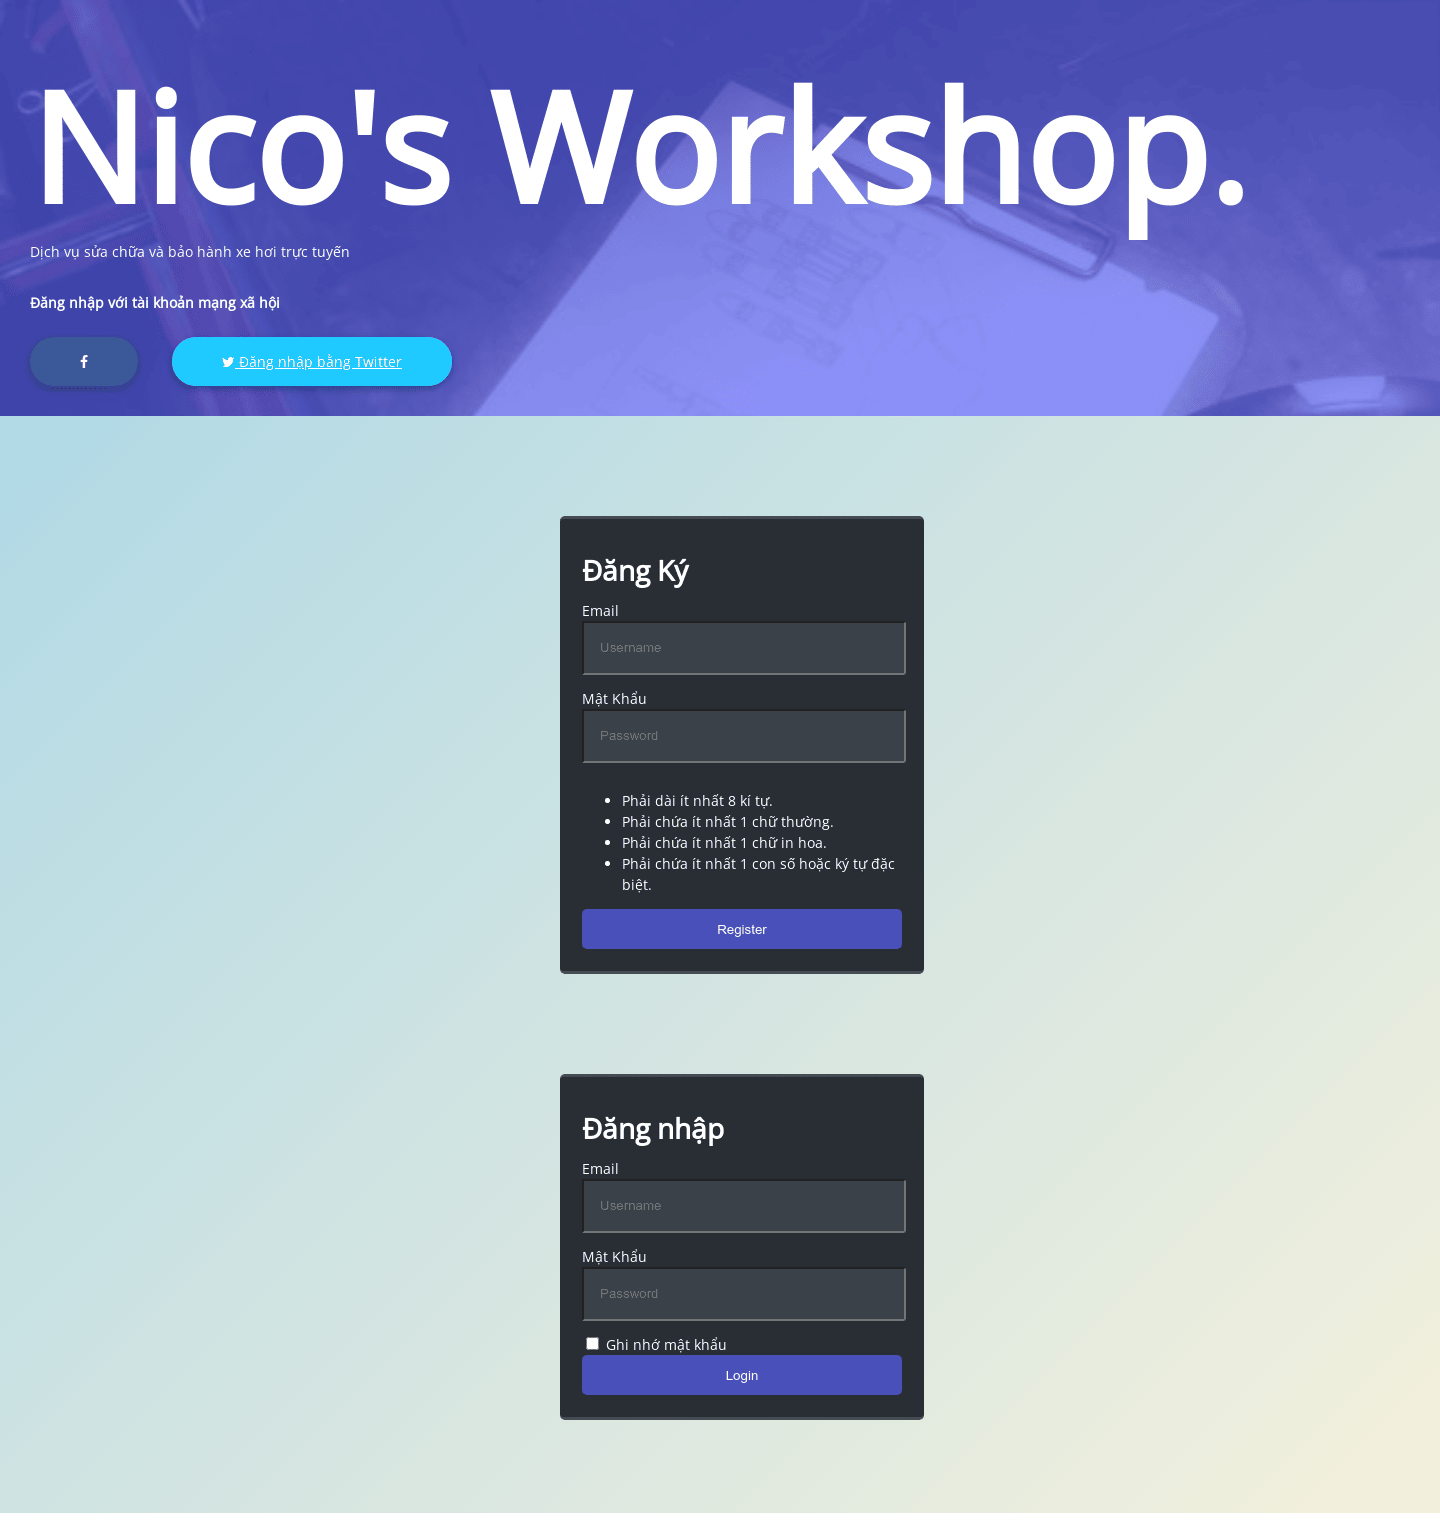 Nico's Workshop.
Dịch vụ sửa chữa và bảo hành xe hơi trực tuyến
Đăng nhập với tài khoản mạng xã hội
Đăng nhập bằng Twitter
Đăng Ký
Email
Username
Mật Khẩu
Password
Phải dài ít nhất 8 kí tự.
Phải chứa ít nhất 1 chữ thường.
Phải chứa ít nhất 1 chữ in hoa.
Phải chứa ít nhất 1 con số hoặc ký tự đặc
biệt.
Register
Đăng nhập
Email
Username
Mật Khẩu
Password
Ghi nhớ mật khẩu
Login